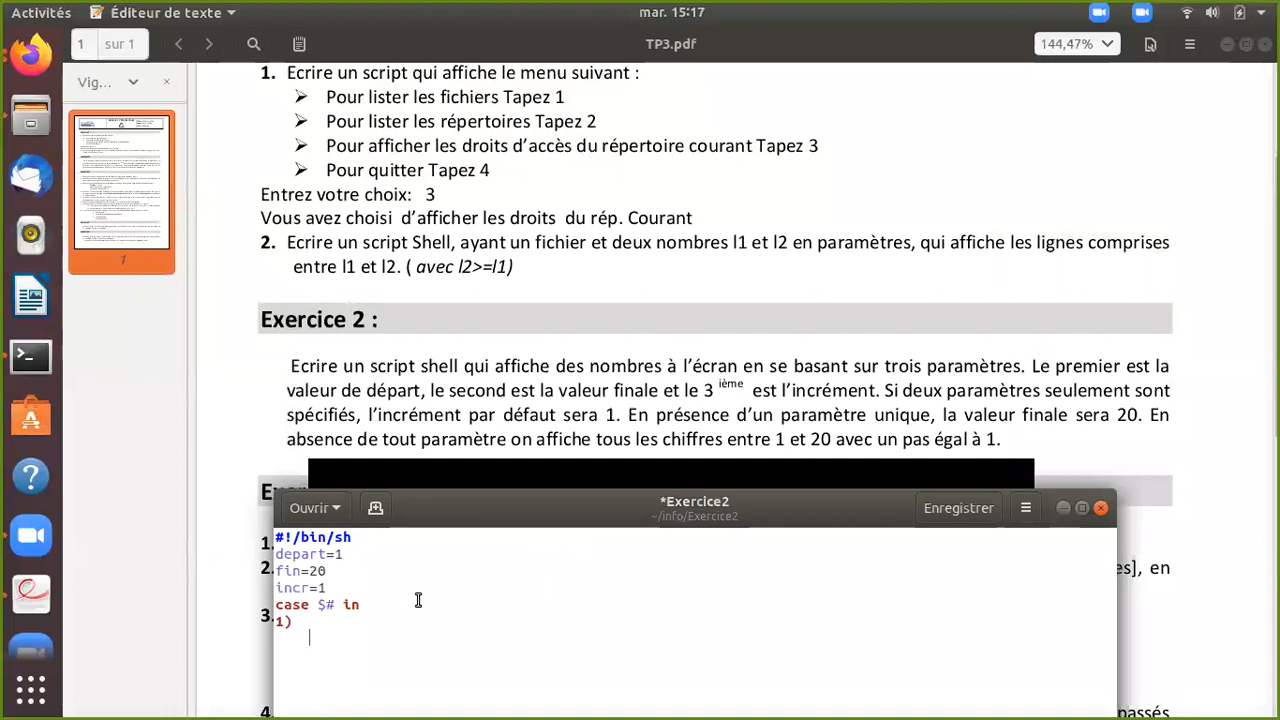 Activités Éditeur de texte mar. 15:17
1 sur 1 TP3.pdf 144,47%
Vig...
1
1. Ecrire un script qui affiche le menu suivant :
➢ Pour lister les fichiers Tapez 1
➢ Pour lister les répertoires Tapez 2
➢ Pour afficher les droits d'accès du répertoire courant Tapez 3
➢ Pour quitter Tapez 4
Entrez votre choix: 3
Vous avez choisi d'afficher les droits du rép. Courant
2. Ecrire un script Shell, ayant un fichier et deux nombres l1 et l2 en paramètres, qui affiche les lignes comprises
entre l1 et l2. ( avec l2>=l1)
Exercice 2 :
Ecrire un script shell qui affiche des nombres à l'écran en se basant sur trois paramètres. Le premier est la
valeur de départ, le second est la valeur finale et le 3 ième est l'incrément. Si deux paramètres seulement sont
spécifiés, l'incrément par défaut sera 1. En présence d'un paramètre unique, la valeur finale sera 20. En
absence de tout paramètre on affiche tous les chiffres entre 1 et 20 avec un pas égal à 1.
Ouvrir *Exercice2 Enregistrer
~/info/Exercice2
#!/bin/sh
depart=1
fin=20
incr=1
case $# in
1)
1.
2. es], en
3.
4. passés